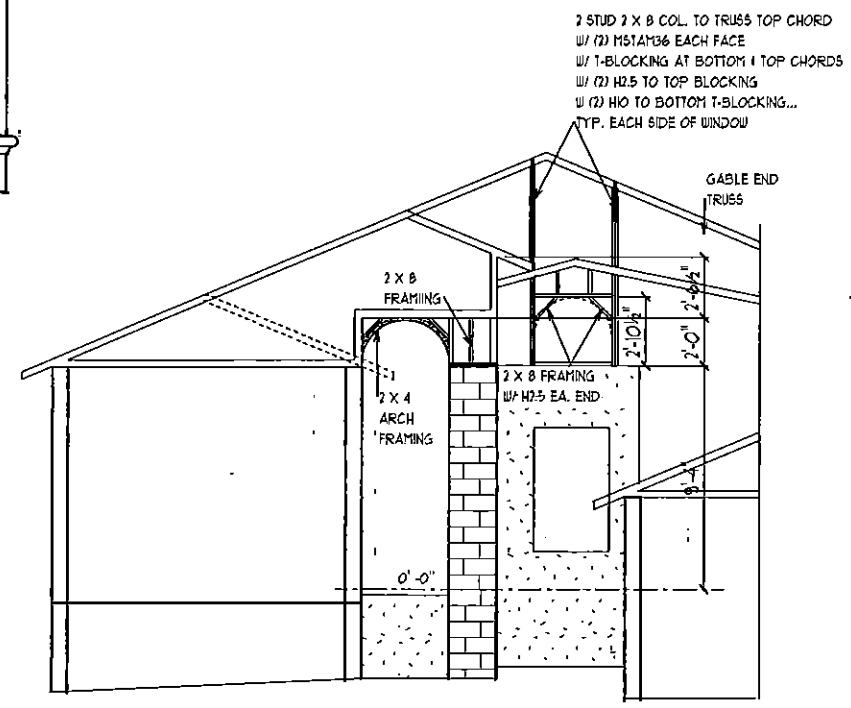 2 STUD 2 X 8 COL. TO TRUSS TOP CHORD
W/ (2) MSTAM36 EACH FACE
W/ T-BLOCKING AT BOTTOM & TOP CHORDS
W/ (2) H2.5 TO TOP BLOCKING
W (2) H10 TO BOTTOM T-BLOCKING...
TYP. EACH SIDE OF WINDOW
GABLE END
TRUSS
2 X 8
FRAMING
2'-6½"
2'-10½"
2'-0"
2 X 8 FRAMING
W/ H2.5 EA. END
2 X 4
ARCH
FRAMING
9'-4"
0'-0"